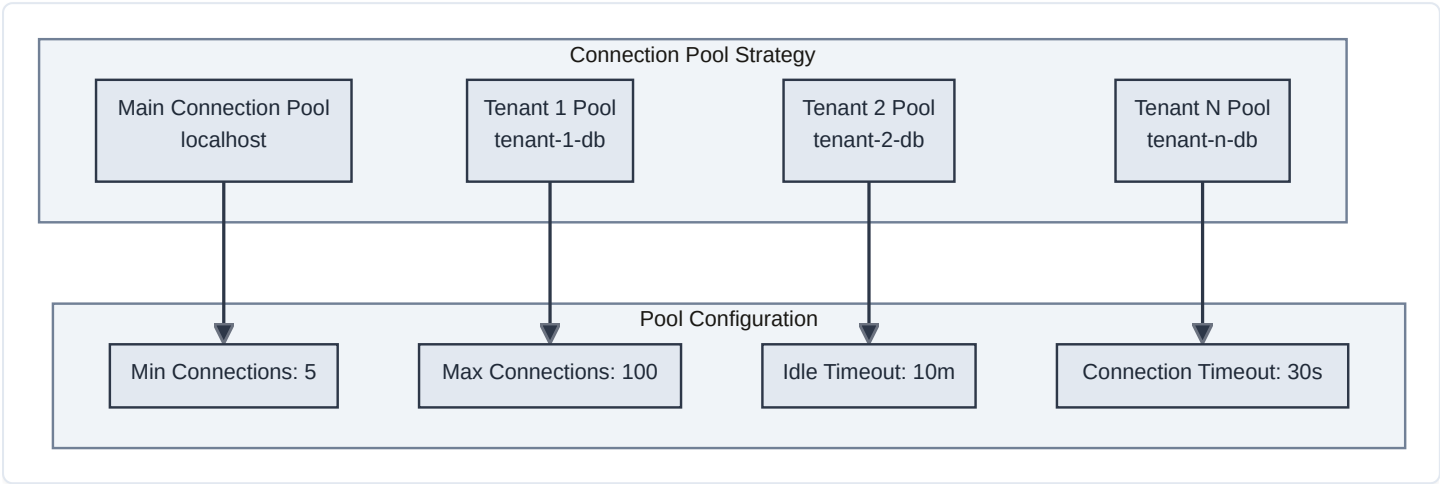 Connection Pool Strategy
Main Connection Pool
localhost
Tenant 1 Pool
tenant-1-db
Tenant 2 Pool
tenant-2-db
Tenant N Pool
tenant-n-db
Pool Configuration
Min Connections: 5
Max Connections: 100
Idle Timeout: 10m
Connection Timeout: 30s